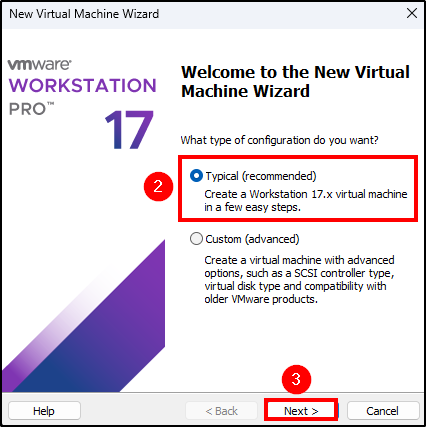 New Virtual Machine Wizard
vmware®
WORKSTATION
PRO™
17
Welcome to the New Virtual
Machine Wizard
What type of configuration do you want?
2
Typical (recommended)
Create a Workstation 17.x virtual machine
in a few easy steps.
Custom (advanced)
Create a virtual machine with advanced
options, such as a SCSI controller type,
virtual disk type and compatibility with
older VMware products.
3
Help
< Back
Next >
Cancel